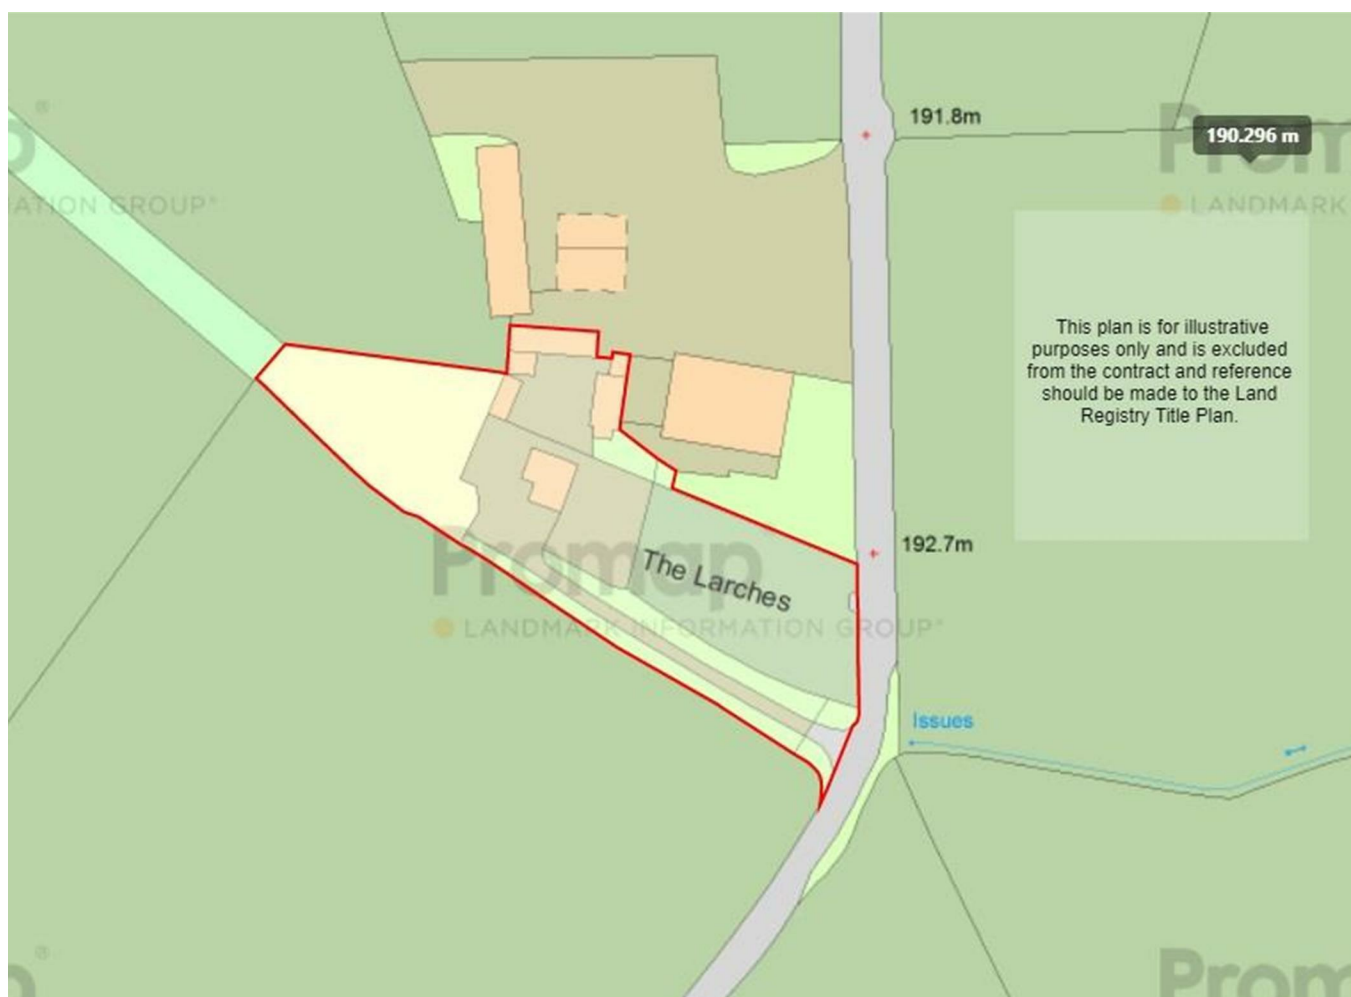 191.8m
190.296 m
Promap
ATION GROUP®
LANDMARK
This plan is for illustrative
purposes only and is excluded
from the contract and reference
should be made to the Land
Registry Title Plan.
192.7m
Promap
The Larches
LANDMARK INFORMATION GROUP®
Issues
Prom